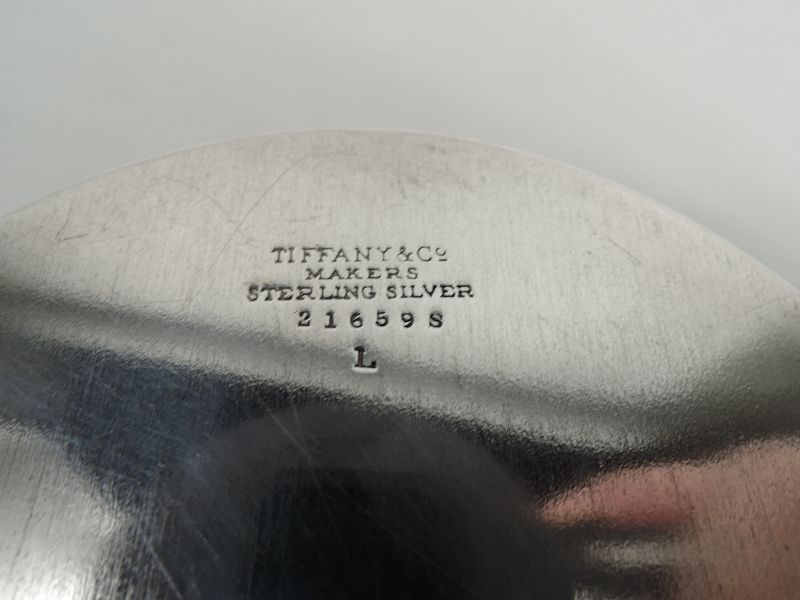 TIFFANY & Cº
MAKERS
STERLING SILVER
21659S
L